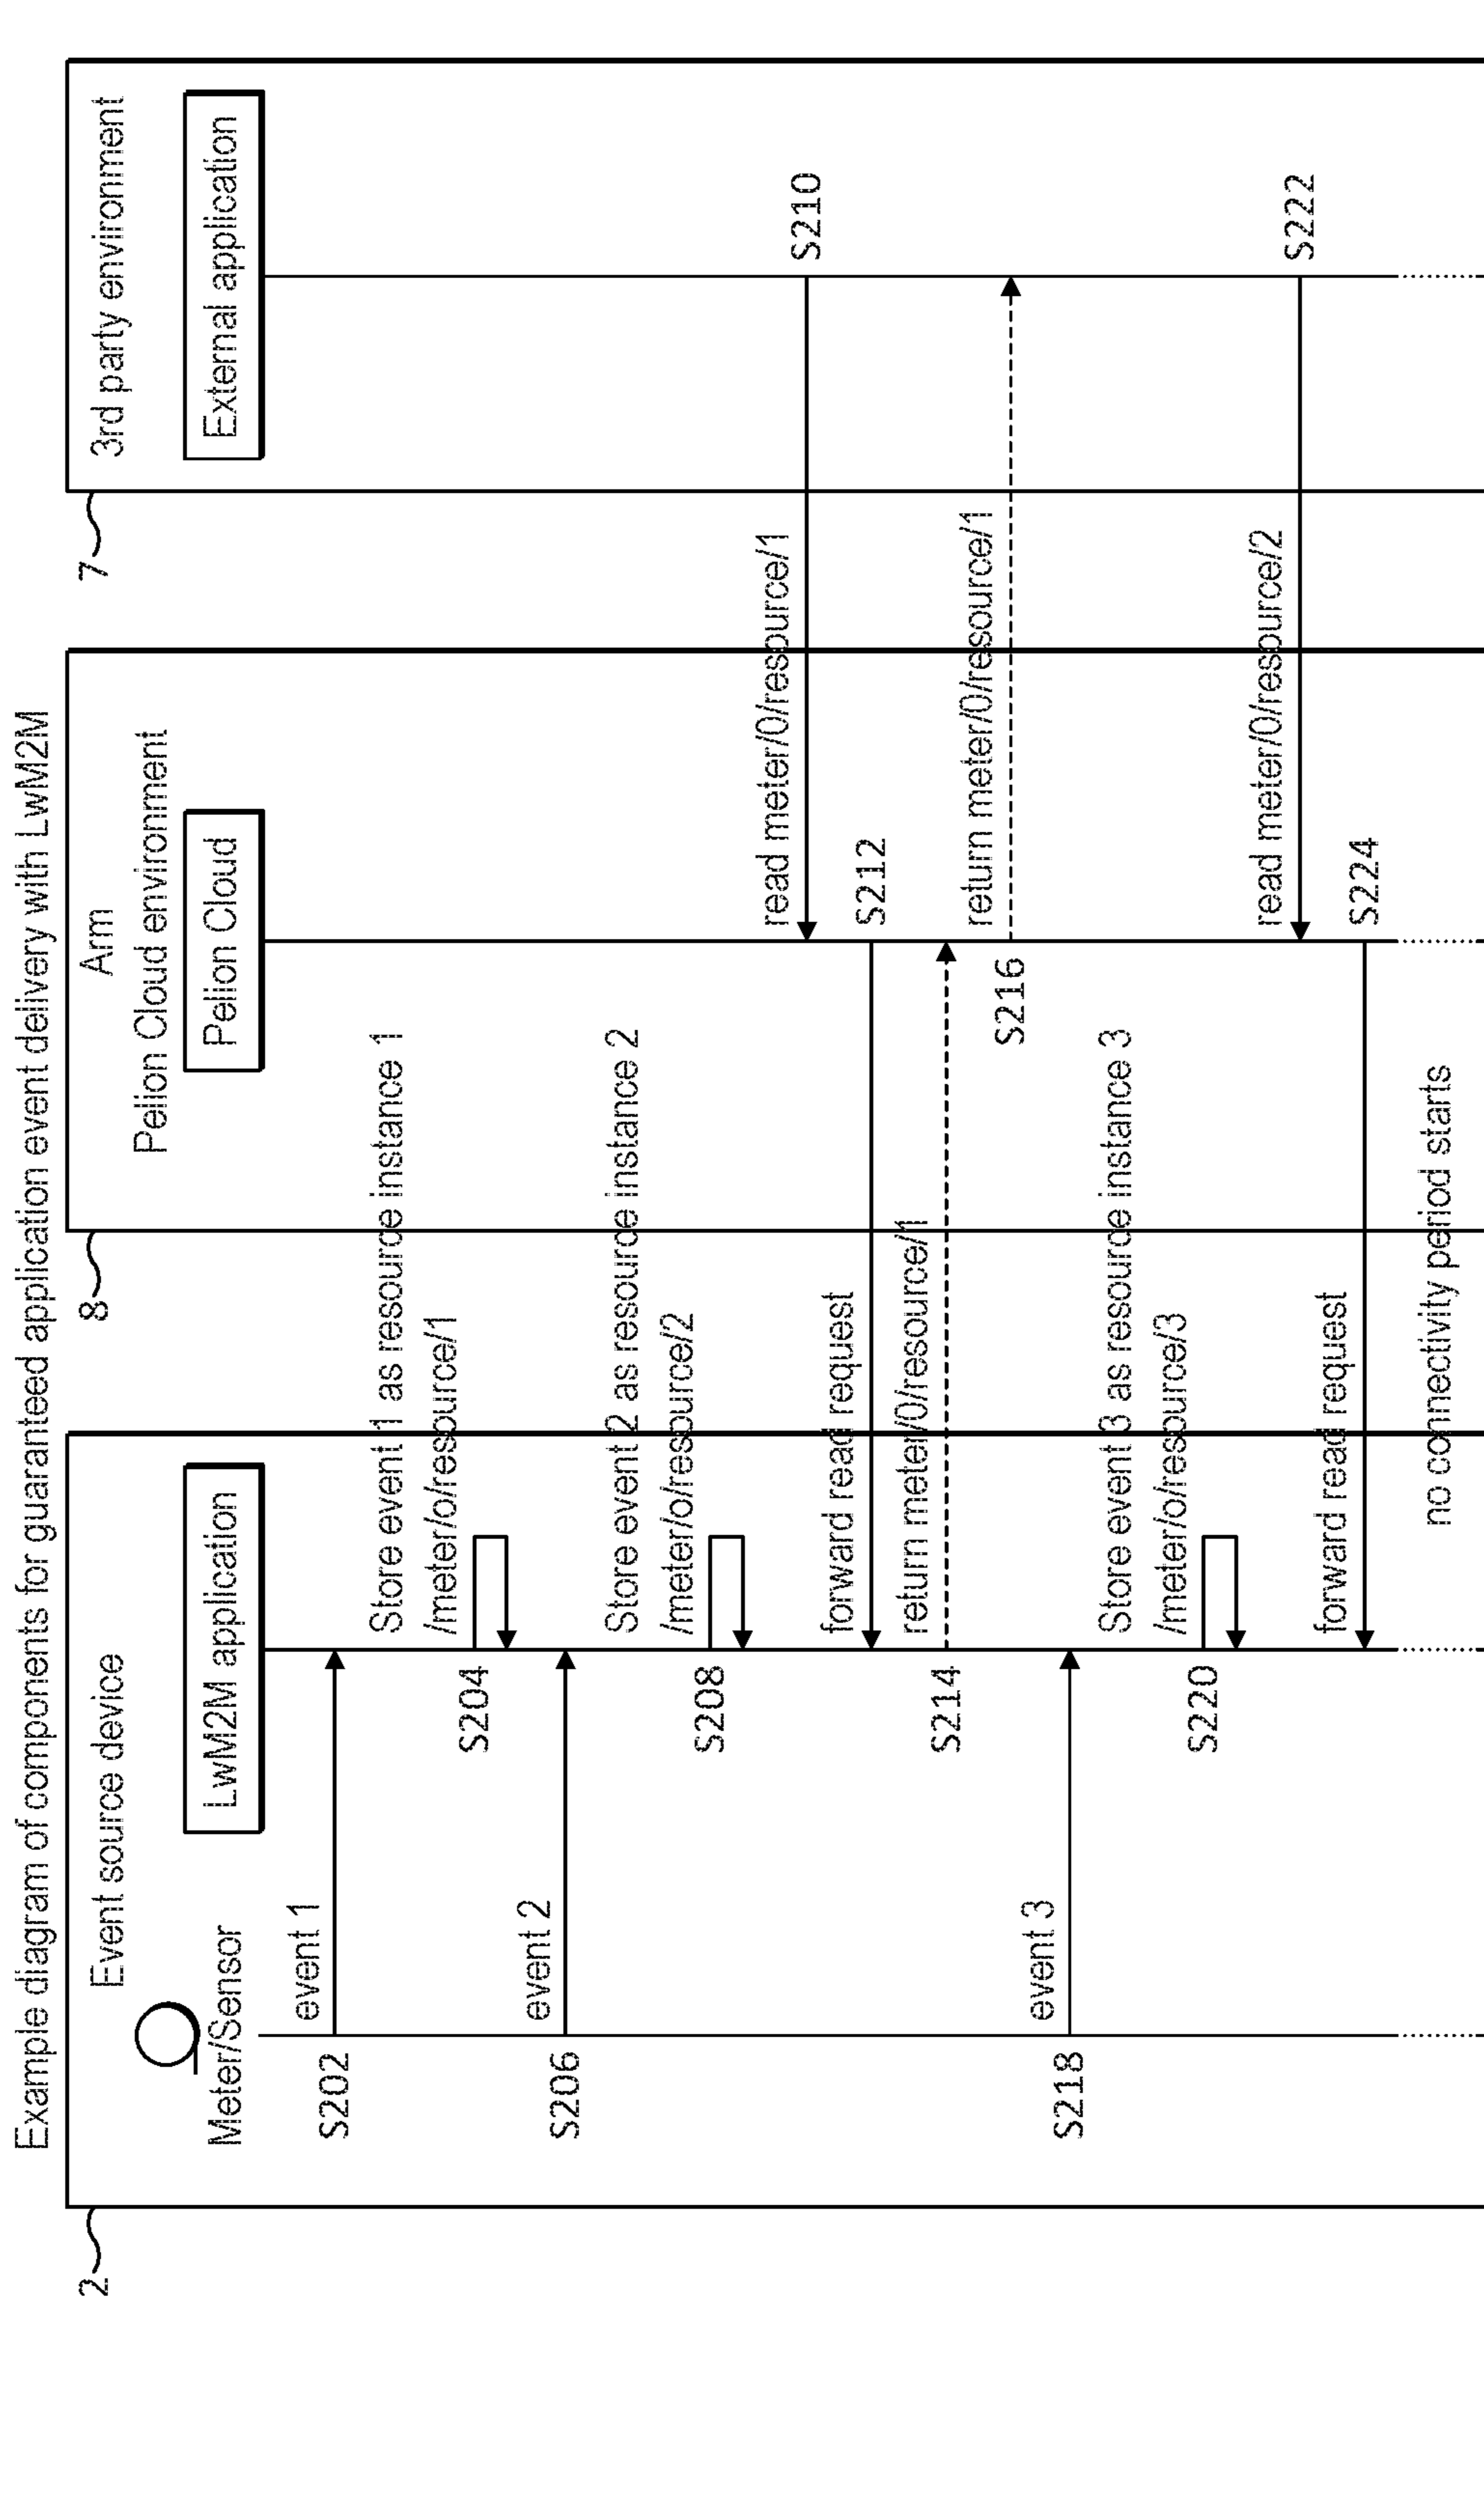 Example diagram of components for guaranteed application event delivery with LwM2M
2
Event source device
Meter/Sensor
LwM2M application
8
Arm
Pelion Cloud environment
Pelion Cloud
7
3rd party environment
External application
S202
event 1
Store event 1 as resource instance 1
/meter/o/resource/1
S204
S206
event 2
Store event 2 as resource instance 2
/meter/o/resource/2
S208
read meter/0/resource/1
S210
forward read request
S212
return meter/0/resource/1
S214
return meter/0/resource/1
S216
S218
event 3
Store event 3 as resource instance 3
/meter/o/resource/3
S220
read meter/0/resource/2
S222
forward read request
S224
no connectivity period starts